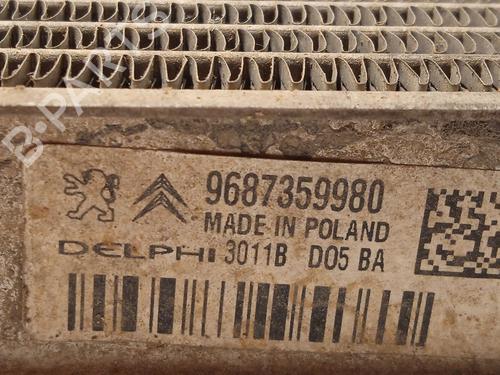 B-PARTS
9687359980
MADE IN POLAND
DELPHI 3011B D05 BA